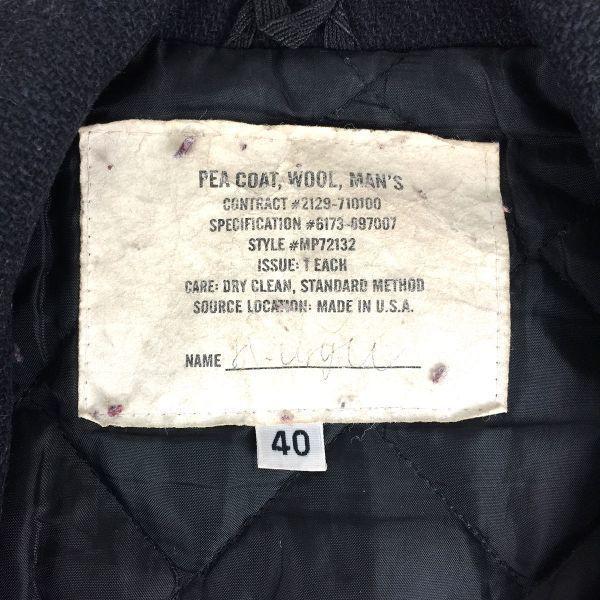 PEA COAT, WOOL, MAN'S
CONTRACT #2129-710100
SPECIFICATION #6173-097007
STYLE #MP72132
ISSUE: 1 EACH
CARE: DRY CLEAN, STANDARD METHOD
SOURCE LOCATION: MADE IN U.S.A.
NAME
40